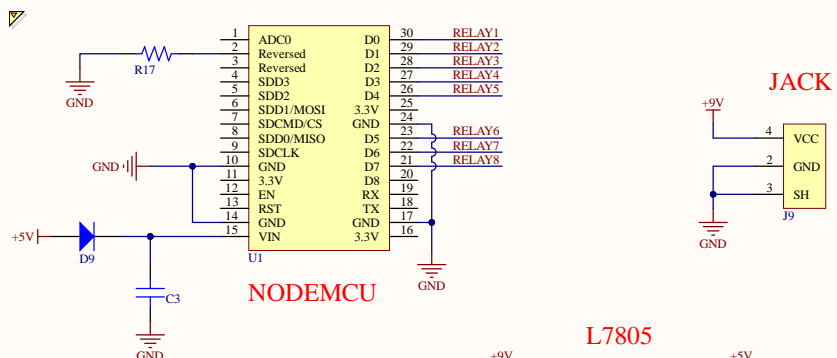 1 ADC0 D0 30 RELAY1
2 Reversed D1 29 RELAY2
3 Reversed D2 28 RELAY3
4 SDD3 D3 27 RELAY4
5 SDD2 D4 26 RELAY5
6 SDD1/MOSI 3.3V 25
7 SDCMD/CS GND 24
8 SDD0/MISO D5 23 RELAY6
9 SDCLK D6 22 RELAY7
10 GND D7 21 RELAY8
11 3.3V D8 20
12 EN RX 19
13 RST TX 18
14 GND GND 17
15 VIN 3.3V 16
U1
NODEMCU
R17
GND
GND
+5V
D9
C3
GND
GND
JACK
+9V
4 VCC
2 GND
3 SH
J9
GND
L7805
+9V
+5V